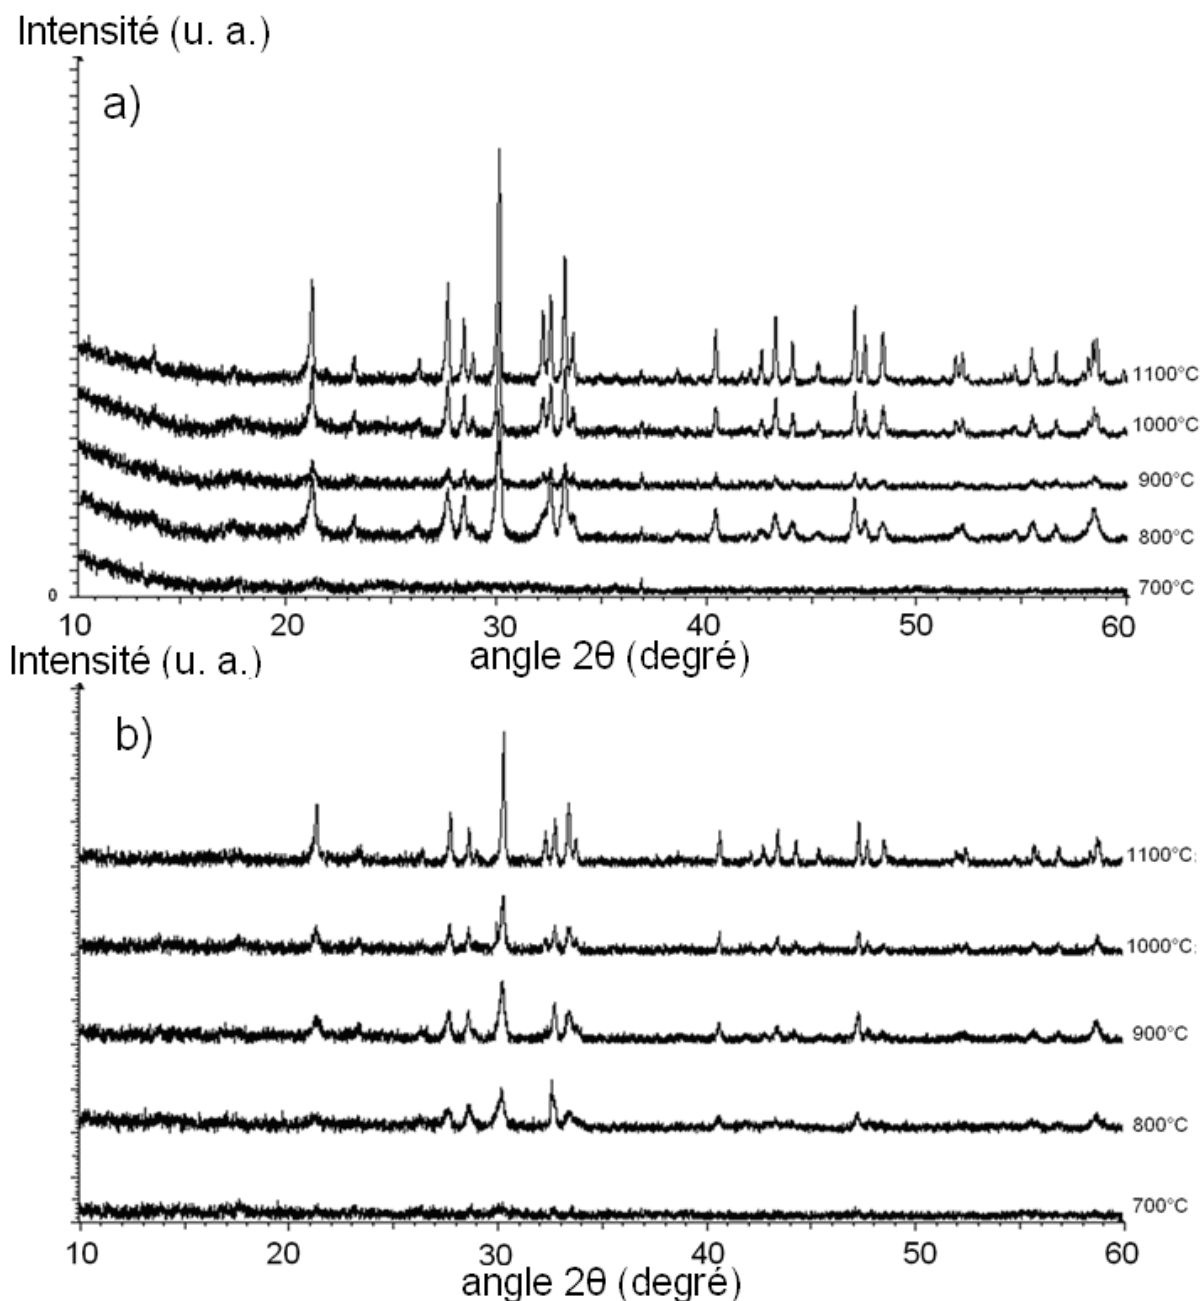 Intensité (u. a.)
a)
1100°C
1000°C
900°C
800°C
700°C
0
10 20 30 40 50 60
angle 2θ (degré)
Intensité (u. a.)
b)
1100°C:
1000°C:
900°C
800°C
700°C
10 20 30 40 50 60
angle 2θ (degré)